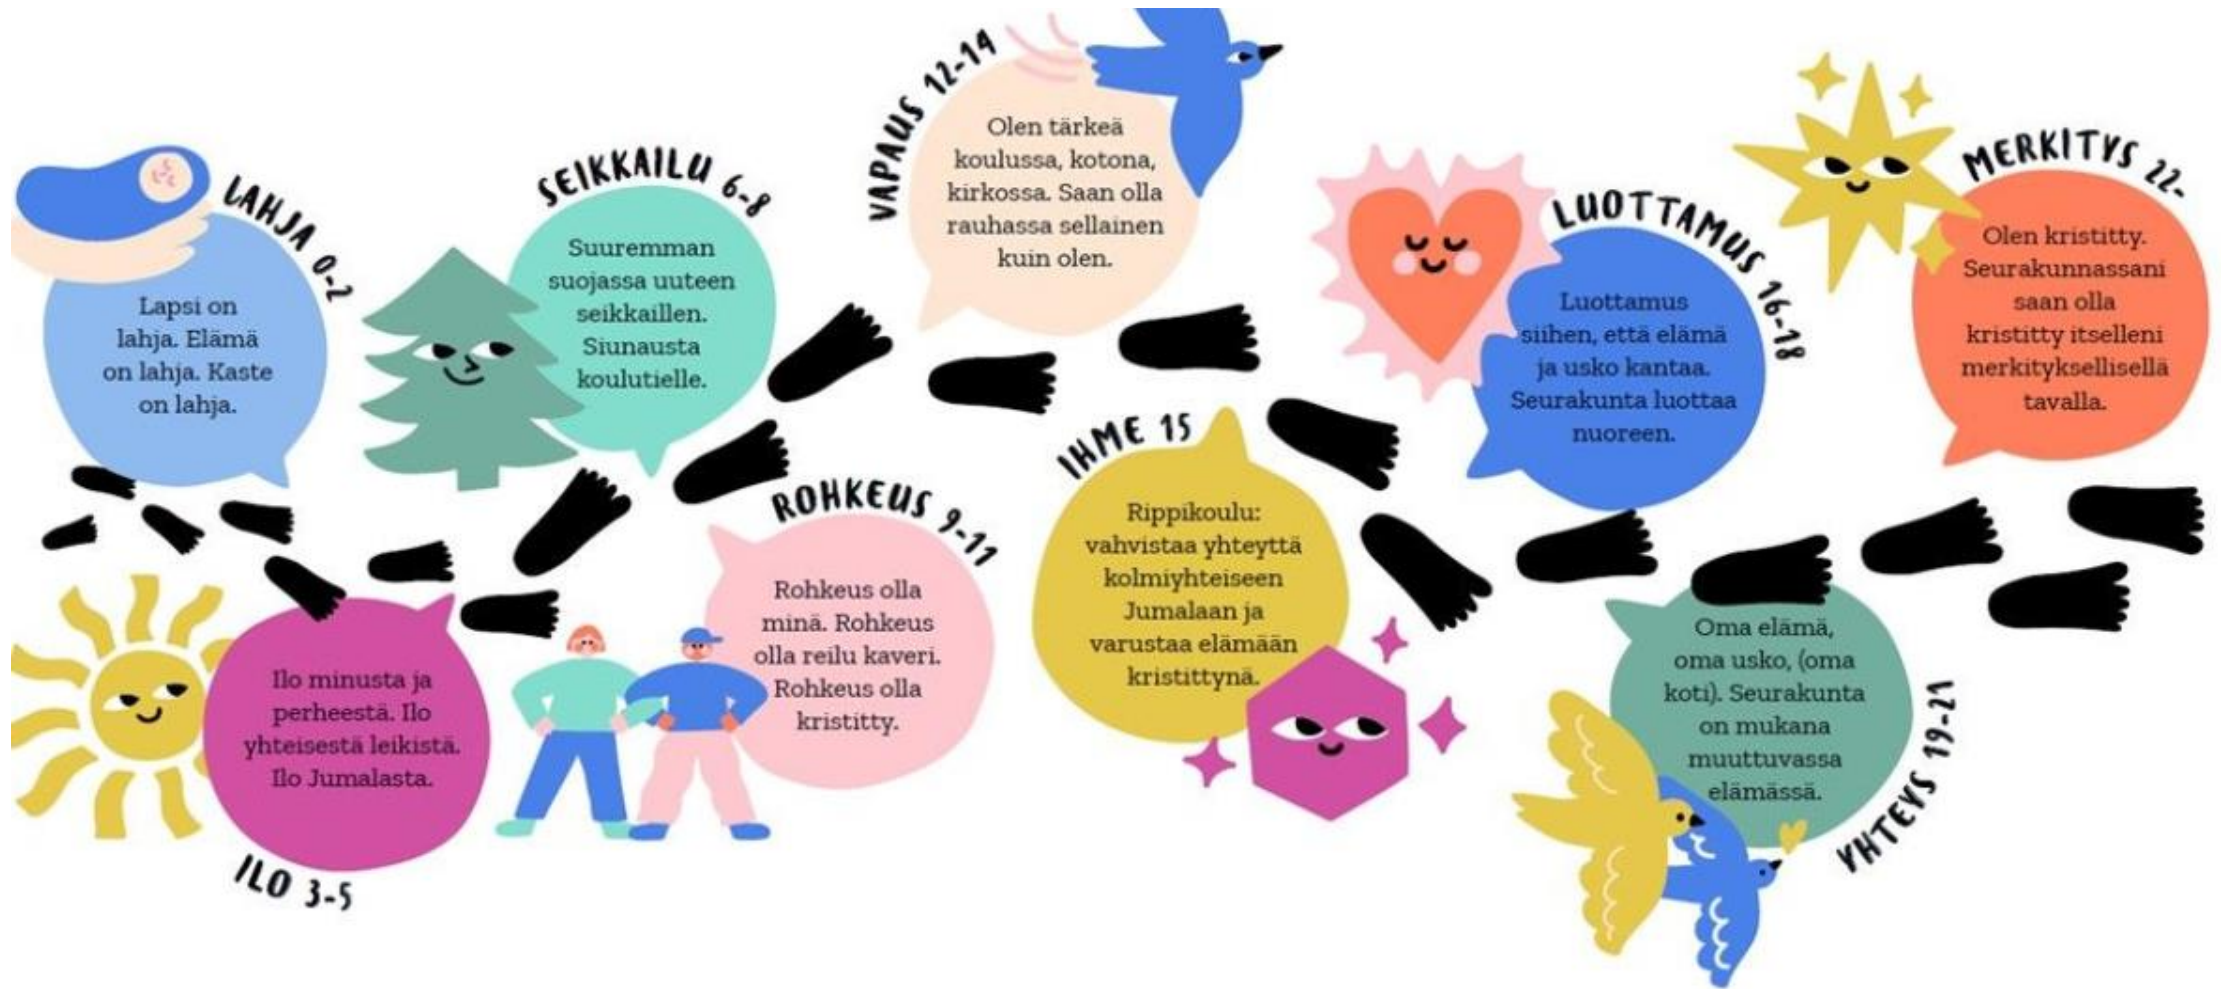 LAHJA 0-2
Lapsi on
lahja. Elämä
on lahja. Kaste
on lahja.
ILO 3-5
Ilo minusta ja
perheestä. Ilo
yhteisestä leikistä.
Ilo Jumalasta.
SEIKKAILU 6-8
Suuremman
suojassa uuteen
seikkaillen.
Siunausta
koulutielle.
ROHKEUS 9-11
Rohkeus olla
minä. Rohkeus
olla reilu kaveri.
Rohkeus olla
kristitty.
VAPAUS 12-14
Olen tärkeä
koulussa, kotona,
kirkossa. Saan olla
rauhassa sellainen
kuin olen.
IHME 15
Rippikoulu:
vahvistaa yhteyttä
kolmiyhteiseen
Jumalaan ja
varustaa elämään
kristittynä.
LUOTTAMUS 16-18
Luottamus
siihen, että elämä
ja usko kantaa.
Seurakunta luottaa
nuoreen.
YHTEYS 19-21
Oma elämä,
oma usko, (oma
koti). Seurakunta
on mukana
muuttuvassa
elämässä.
MERKITYS 22-
Olen kristitty.
Seurakunnassani
saan olla
kristitty itselleni
merkityksellisellä
tavalla.